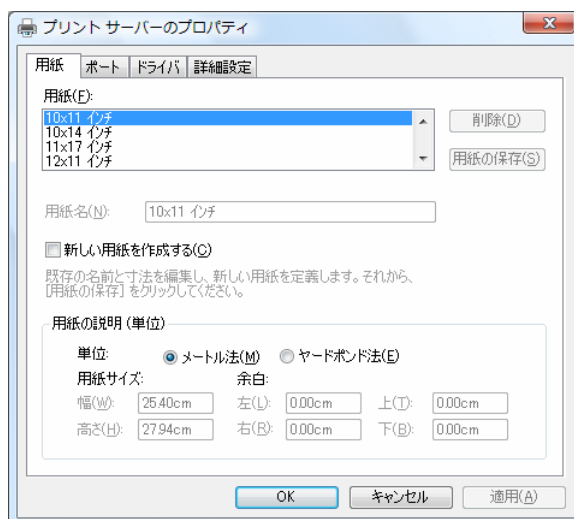 プリント サーバーのプロパティ
用紙 ポート ドライバ 詳細設定
用紙(F):
10x11 インチ
10x14 インチ
11x17 インチ
12x11 インチ
削除(D)
用紙の保存(S)
用紙名(N): 10x11 インチ
新しい用紙を作成する(C)
既存の名前と寸法を編集し、新しい用紙を定義します。それから、
[用紙の保存] をクリックしてください。
用紙の説明 (単位)
単位: メートル法(M) ヤードポンド法(E)
用紙サイズ: 余白:
幅(W): 25.40cm 左(L): 0.00cm 上(T): 0.00cm
高さ(H): 27.94cm 右(R): 0.00cm 下(B): 0.00cm
OK キャンセル 適用(A)